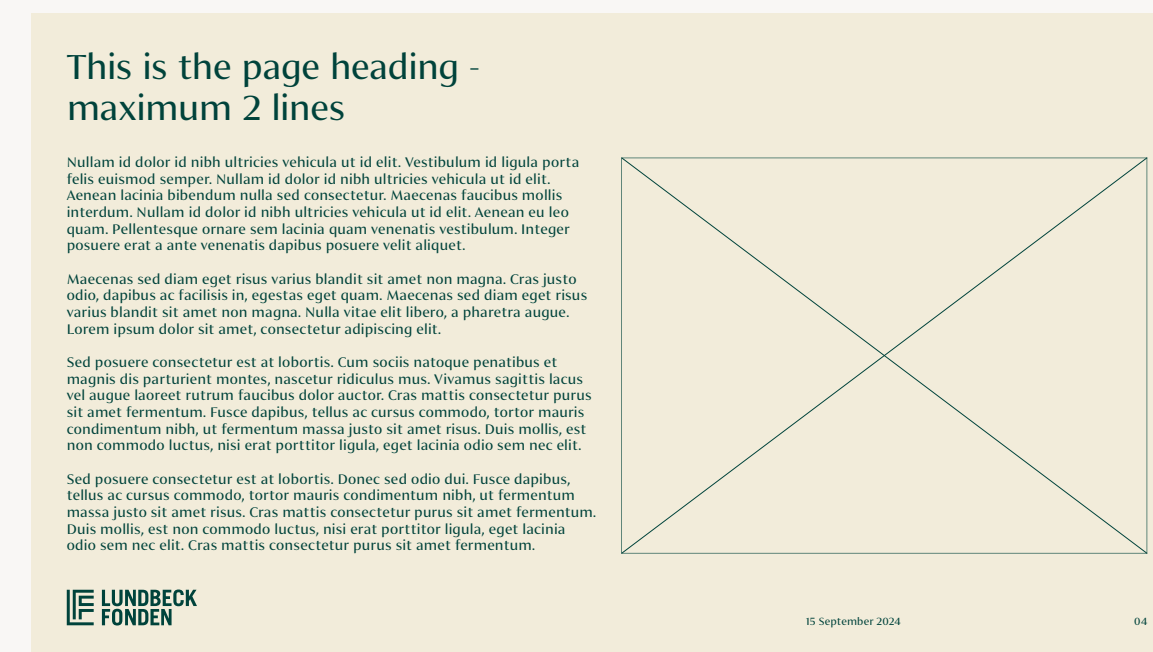 This is the page heading -
maximum 2 lines
Nullam id dolor id nibh ultricies vehicula ut id elit. Vestibulum id ligula porta
felis euismod semper. Nullam id dolor id nibh ultricies vehicula ut id elit.
Aenean lacinia bibendum nulla sed consectetur. Maecenas faucibus mollis
interdum. Nullam id dolor id nibh ultricies vehicula ut id elit. Aenean eu leo
quam. Pellentesque ornare sem lacinia quam venenatis vestibulum. Integer
posuere erat a ante venenatis dapibus posuere velit aliquet.
Maecenas sed diam eget risus varius blandit sit amet non magna. Cras justo
odio, dapibus ac facilisis in, egestas eget quam. Maecenas sed diam eget risus
varius blandit sit amet non magna. Nulla vitae elit libero, a pharetra augue.
Lorem ipsum dolor sit amet, consectetur adipiscing elit.
Sed posuere consectetur est at lobortis. Cum sociis natoque penatibus et
magnis dis parturient montes, nascetur ridiculus mus. Vivamus sagittis lacus
vel augue laoreet rutrum faucibus dolor auctor. Cras mattis consectetur purus
sit amet fermentum. Fusce dapibus, tellus ac cursus commodo, tortor mauris
condimentum nibh, ut fermentum massa justo sit amet risus. Duis mollis, est
non commodo luctus, nisi erat porttitor ligula, eget lacinia odio sem nec elit.
Sed posuere consectetur est at lobortis. Donec sed odio dui. Fusce dapibus,
tellus ac cursus commodo, tortor mauris condimentum nibh, ut fermentum
massa justo sit amet risus. Cras mattis consectetur purus sit amet fermentum.
Duis mollis, est non commodo luctus, nisi erat porttitor ligula, eget lacinia
odio sem nec elit. Cras mattis consectetur purus sit amet fermentum.
LUNDBECK
FONDEN
15 September 2024
04